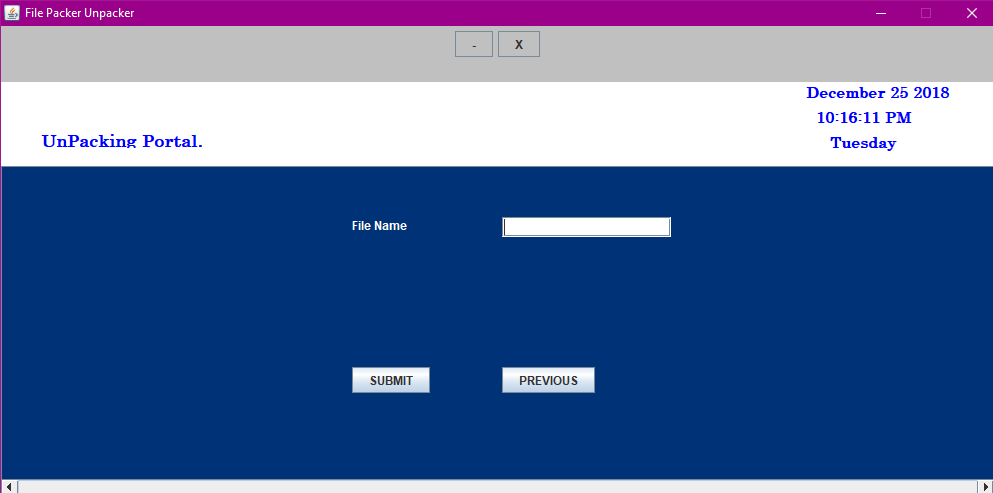 File Packer Unpacker
- X
December 25 2018
10:16:11 PM
UnPacking Portal.
Tuesday
File Name
SUBMIT PREVIOUS